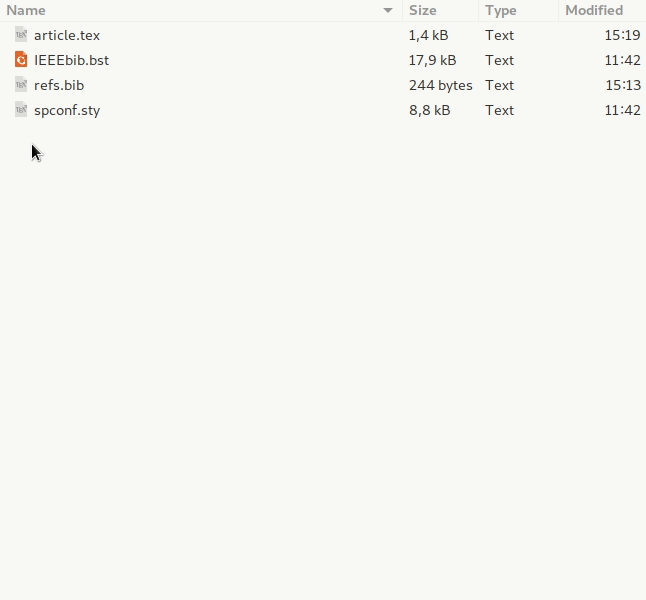 Name Size Type Modified
article.tex 1,4 kB Text 15:19
IEEEbib.bst 17,9 kB Text 11:42
refs.bib 244 bytes Text 15:13
spconf.sty 8,8 kB Text 11:42